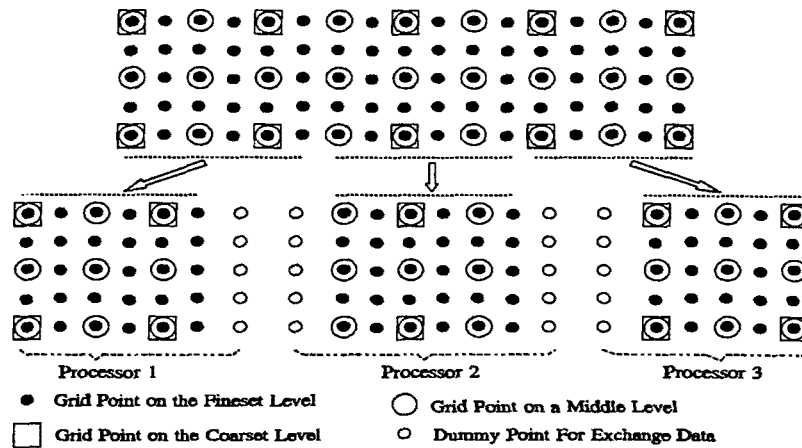 Processor 1
Processor 2
Processor 3
Grid Point on the Fineset Level
Grid Point on a Middle Level
Grid Point on the Coarset Level
Dummy Point For Exchange Data